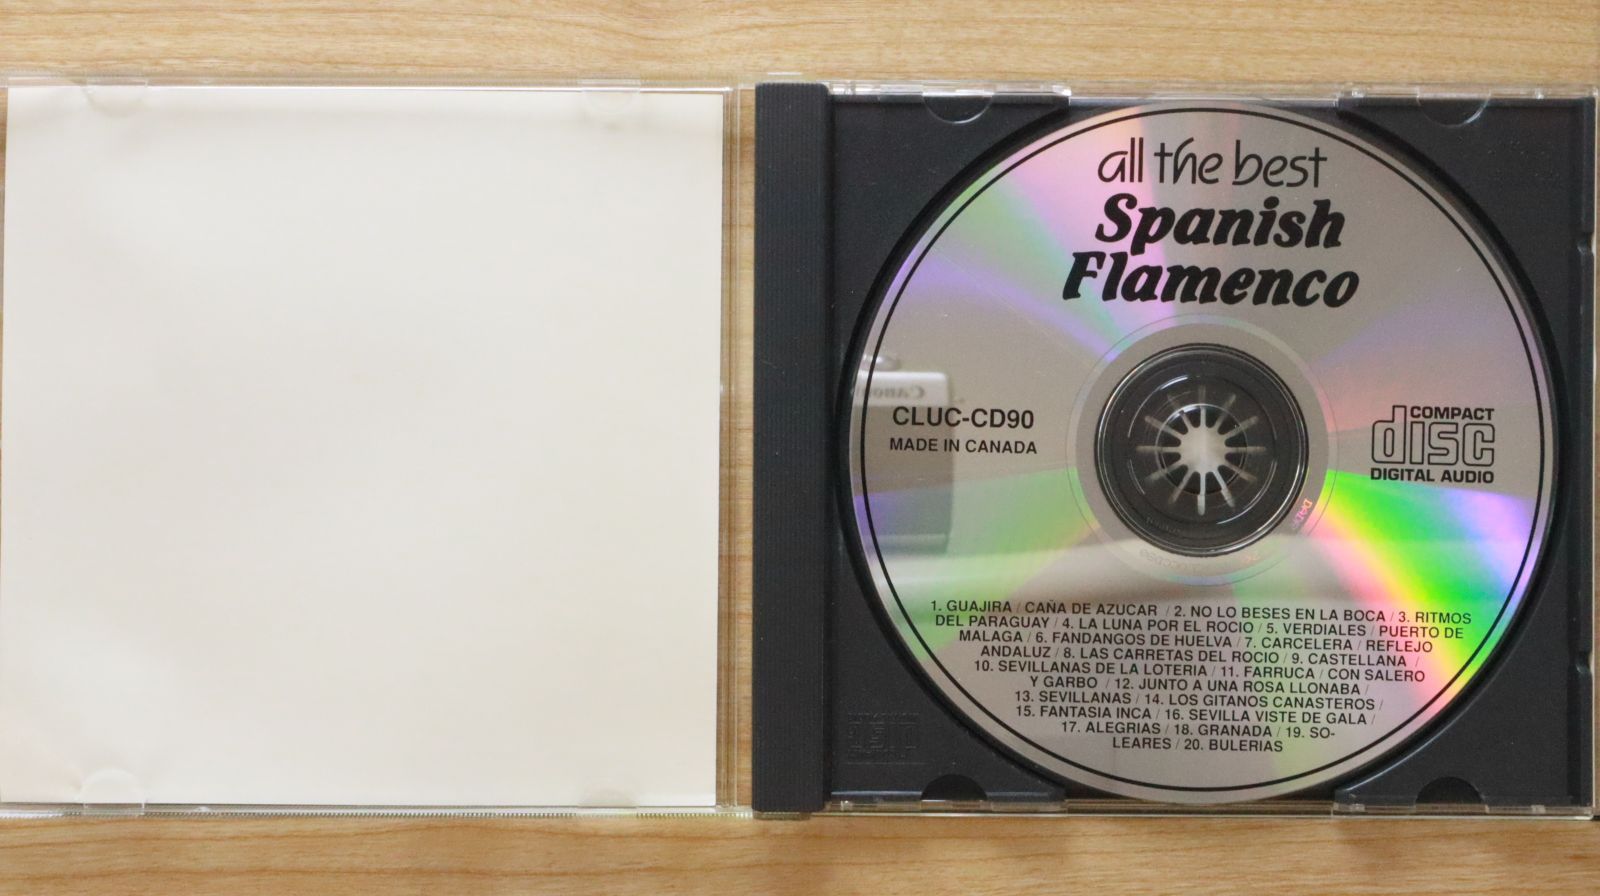 all the best
Spanish
Flamenco
Canon
CLUC-CD90
MADE IN CANADA
COMPACT
disc
DIGITAL AUDIO
1. GUAJIRA / CAÑA DE AZUCAR / 2. NO LO BESES EN LA BOCA / 3. RITMOS
DEL PARAGUAY / 4. LA LUNA POR EL ROCIO / 5. VERDIALES / PUERTO DE
MALAGA / 6. FANDANGOS DE HUELVA / 7. CARCELERA / REFLEJO
ANDALUZ / 8. LAS CARRETAS DEL ROCIO / 9. CASTELLANA /
10. SEVILLANAS DE LA LOTERIA / 11. FARRUCA / CON SALERO
Y GARBO / 12. JUNTO A UNA ROSA LLONABA /
13. SEVILLANAS / 14. LOS GITANOS CANASTEROS /
15. FANTASIA INCA / 16. SEVILLA VISTE DE GALA /
17. ALEGRIAS / 18. GRANADA / 19. SO-
LEARES / 20. BULERIAS